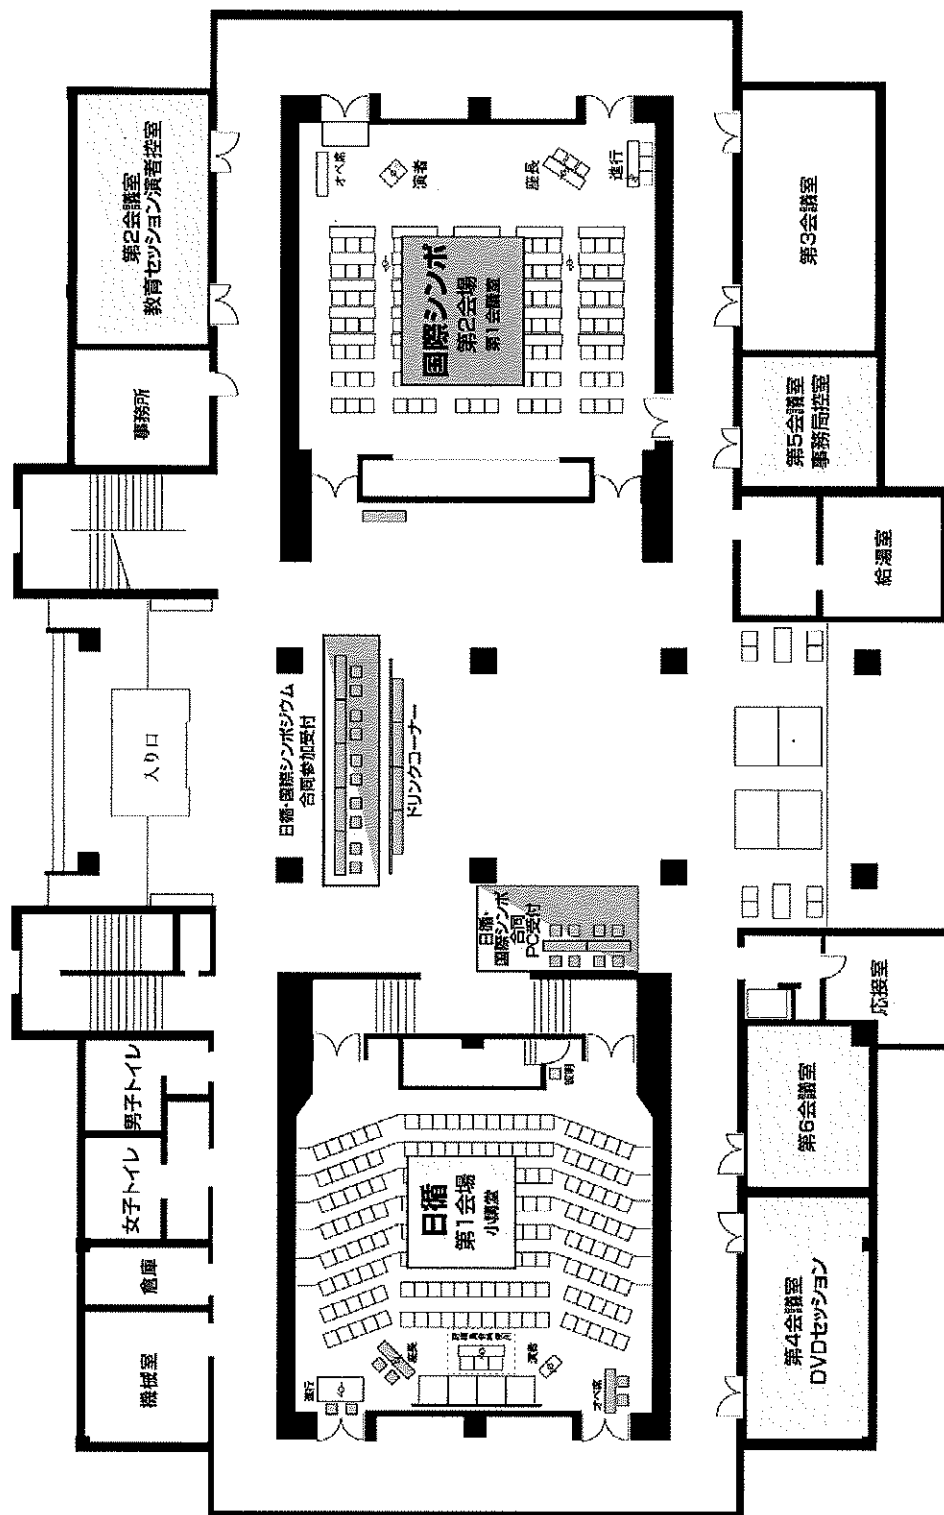 機械室
倉庫
女子トイレ
男子トイレ
入り口
事務所
第2会議室
教育セッション演者控室
進行
座長
演者
オペ席
日循
第1会場
小講堂
照明
日循・
国際シンポ
合同
PC受付
日循・国際シンポジウム
合同参加受付
ドリンクコーナー
国際シンポ
第2会場
第1会議室
オペ席
演者
座長
進行
第4会議室
DVDセッション
第6会議室
応接室
給湯室
第5会議室
事務局控室
第3会議室